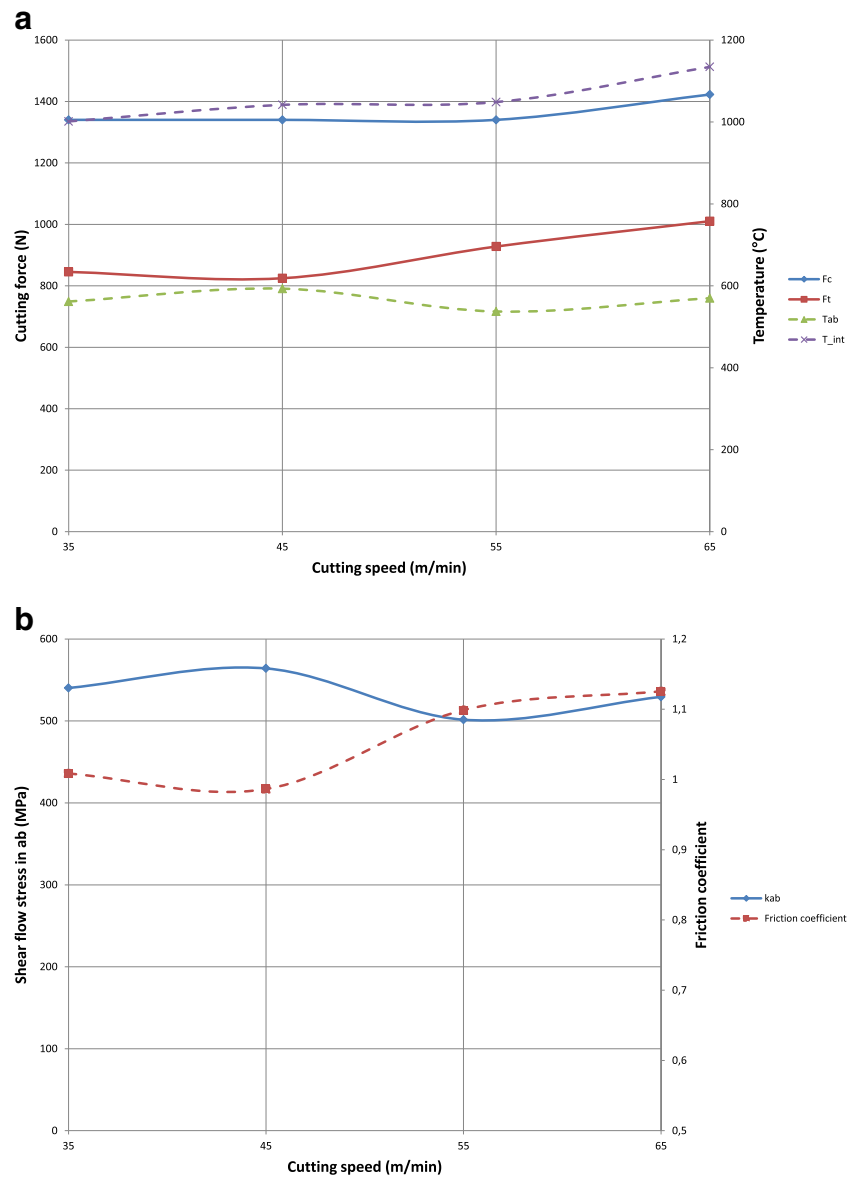 a
1600
1400
1200
1000
800
600
400
200
0
Cutting force (N)
1200
1000
800
600
400
200
0
Temperature (°C)
35
45
55
65
Cutting speed (m/min)
Fc
Ft
Tab
T_int
b
600
500
400
300
200
100
0
Shear flow stress in ab (MPa)
1,2
1,1
1
0,9
0,8
0,7
0,6
0,5
Friction coefficient
35
45
55
65
Cutting speed (m/min)
kab
Friction coefficient